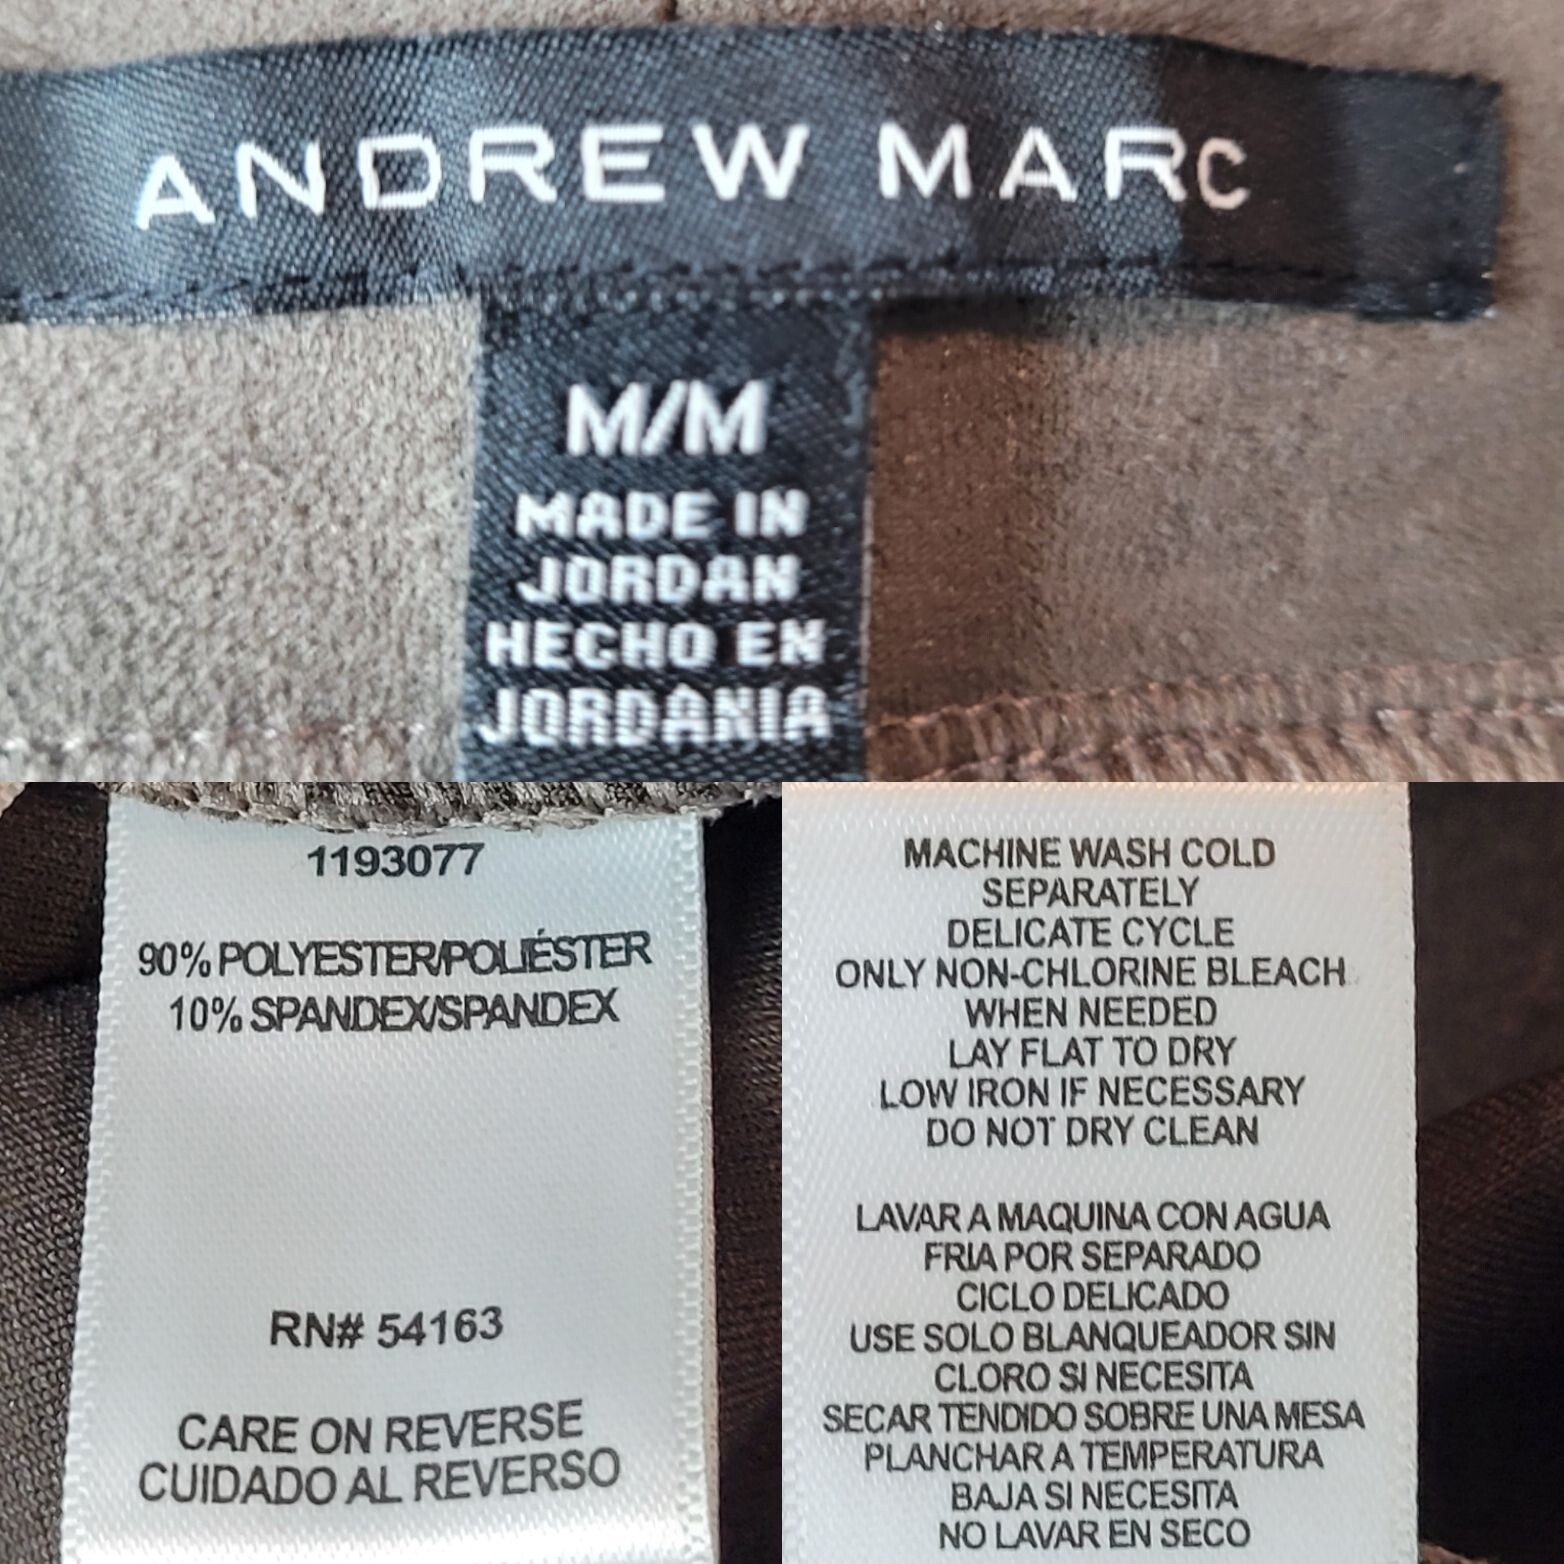 ANDREW MARC
M/M
MADE IN
JORDAN
HECHO EN
JORDANIA
1193077
90% POLYESTER/POLIÉSTER
10% SPANDEX/SPANDEX
RN# 54163
CARE ON REVERSE
CUIDADO AL REVERSO
MACHINE WASH COLD
SEPARATELY
DELICATE CYCLE
ONLY NON-CHLORINE BLEACH
WHEN NEEDED
LAY FLAT TO DRY
LOW IRON IF NECESSARY
DO NOT DRY CLEAN
LAVAR A MAQUINA CON AGUA
FRIA POR SEPARADO
CICLO DELICADO
USE SOLO BLANQUEADOR SIN
CLORO SI NECESITA
SECAR TENDIDO SOBRE UNA MESA
PLANCHAR A TEMPERATURA
BAJA SI NECESITA
NO LAVAR EN SECO